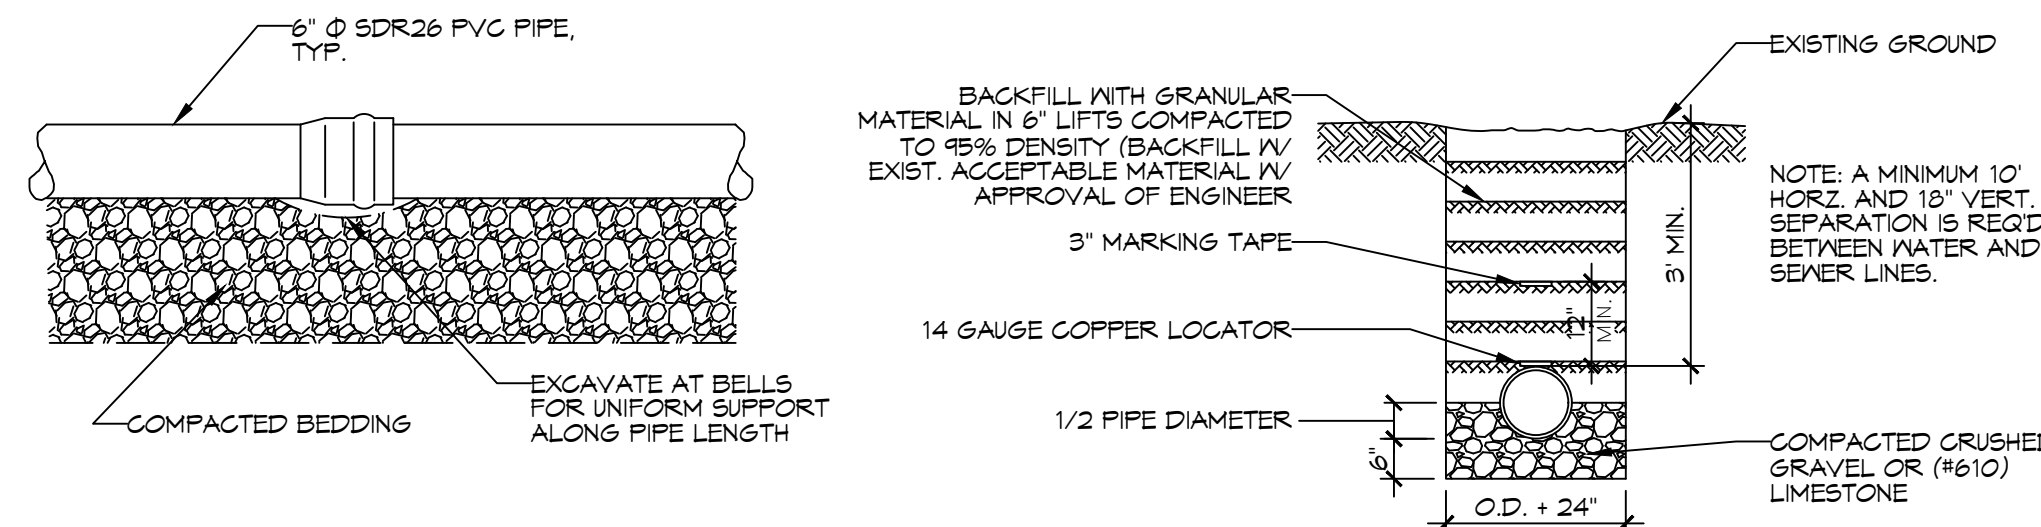 6" Φ SDR26 PVC PIPE,
TYP.
COMPACTED BEDDING
EXCAVATE AT BELLS
FOR UNIFORM SUPPORT
ALONG PIPE LENGTH
BACKFILL WITH GRANULAR
MATERIAL IN 6" LIFTS COMPACTED
TO 95% DENSITY (BACKFILL W/
EXIST. ACCEPTABLE MATERIAL W/
APPROVAL OF ENGINEER
3" MARKING TAPE
14 GAUGE COPPER LOCATOR
1/2 PIPE DIAMETER
6"
O.D. + 24"
12"
MIN.
3' MIN.
EXISTING GROUND
NOTE: A MINIMUM 10'
HORZ. AND 18" VERT.
SEPARATION IS REQ'D
BETWEEN WATER AND
SEWER LINES.
COMPACTED CRUSHED
GRAVEL OR (#610)
LIMESTONE